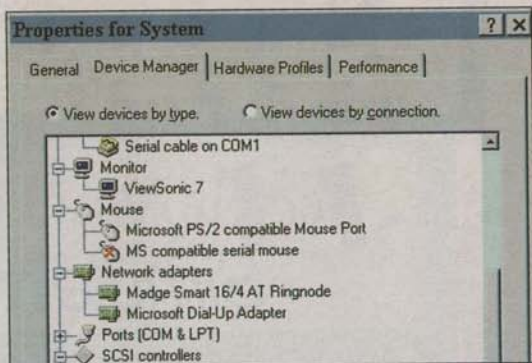 Properties for System
? X
General Device Manager Hardware Profiles Performance
View devices by type. View devices by connection.
Serial cable on COM1
Monitor
ViewSonic 7
Mouse
Microsoft PS/2 compatible Mouse Port
MS compatible serial mouse
Network adapters
Madge Smart 16/4 AT Ringnode
Microsoft Dial-Up Adapter
Ports (COM & LPT)
SCSI controllers